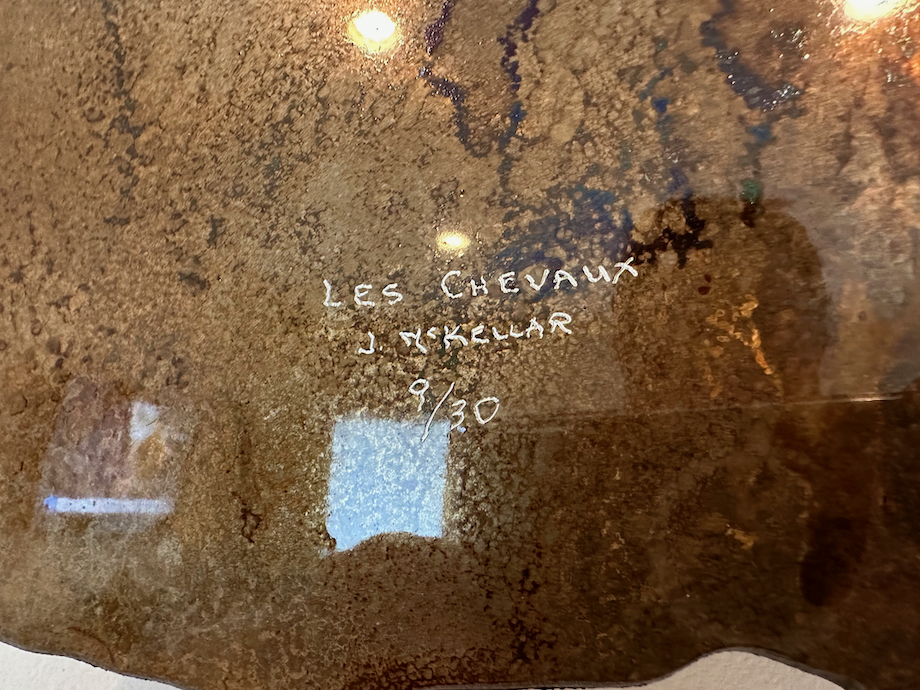 LES CHEVAUX
J. McKELLAR
9/30